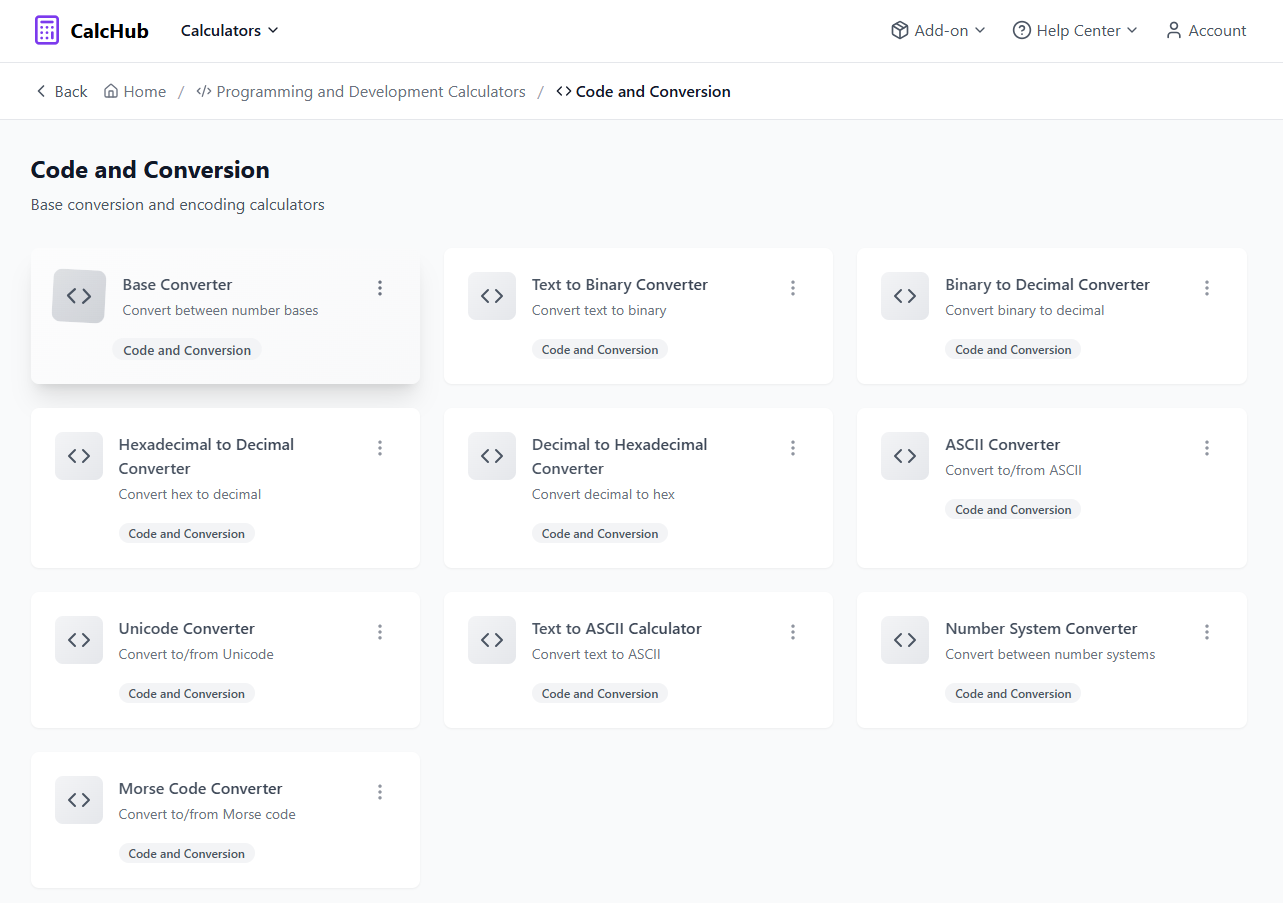 CalcHub Calculators Add-on Help Center Account
Back Home / Programming and Development Calculators / Code and Conversion
Code and Conversion
Base conversion and encoding calculators
Base Converter
Convert between number bases
Code and Conversion
Text to Binary Converter
Convert text to binary
Code and Conversion
Binary to Decimal Converter
Convert binary to decimal
Code and Conversion
Hexadecimal to Decimal
Converter
Convert hex to decimal
Code and Conversion
Decimal to Hexadecimal
Converter
Convert decimal to hex
Code and Conversion
ASCII Converter
Convert to/from ASCII
Code and Conversion
Unicode Converter
Convert to/from Unicode
Code and Conversion
Text to ASCII Calculator
Convert text to ASCII
Code and Conversion
Number System Converter
Convert between number systems
Code and Conversion
Morse Code Converter
Convert to/from Morse code
Code and Conversion